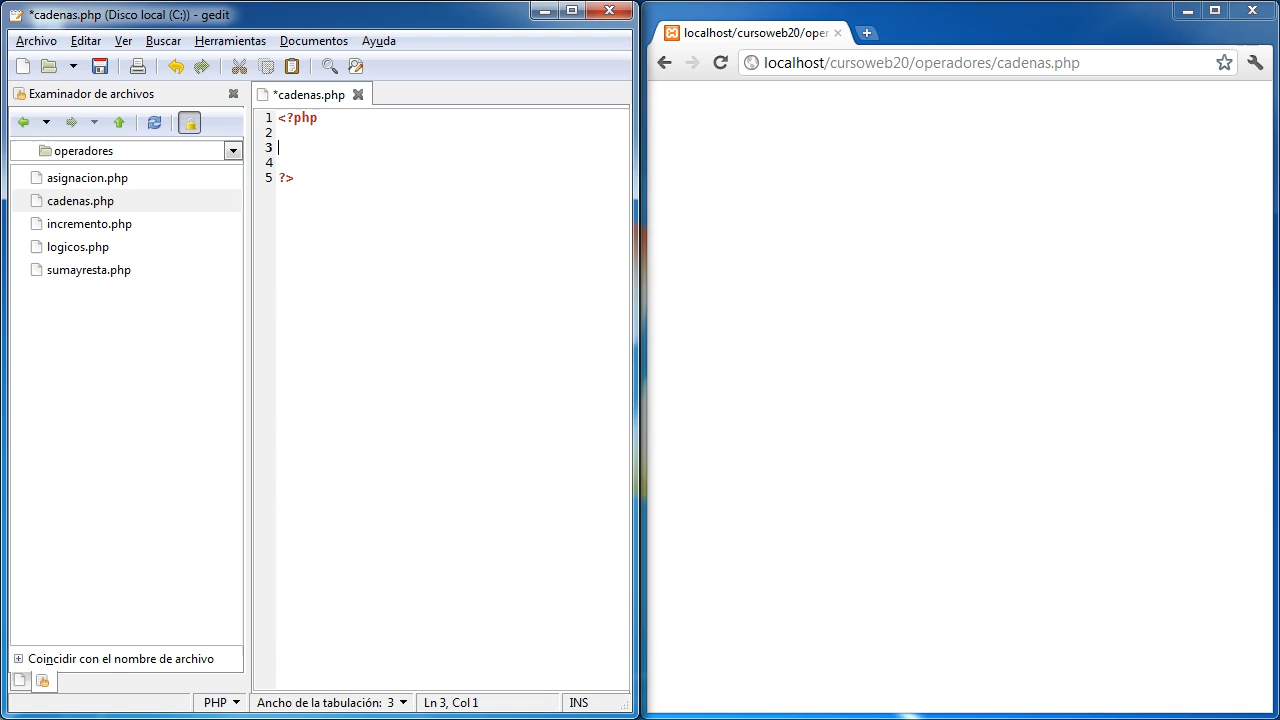 *cadenas.php (Disco local (C:)) - gedit
Archivo Editar Ver Buscar Herramientas Documentos Ayuda
Examinador de archivos
operadores
asignacion.php
cadenas.php
incremento.php
logicos.php
sumayresta.php
Coincidir con el nombre de archivo
*cadenas.php
1 <?php
2
3
4
5 ?>
PHP Ancho de la tabulación: 3 Ln 3, Col 1 INS
localhost/cursoweb20/oper
localhost/cursoweb20/operadores/cadenas.php